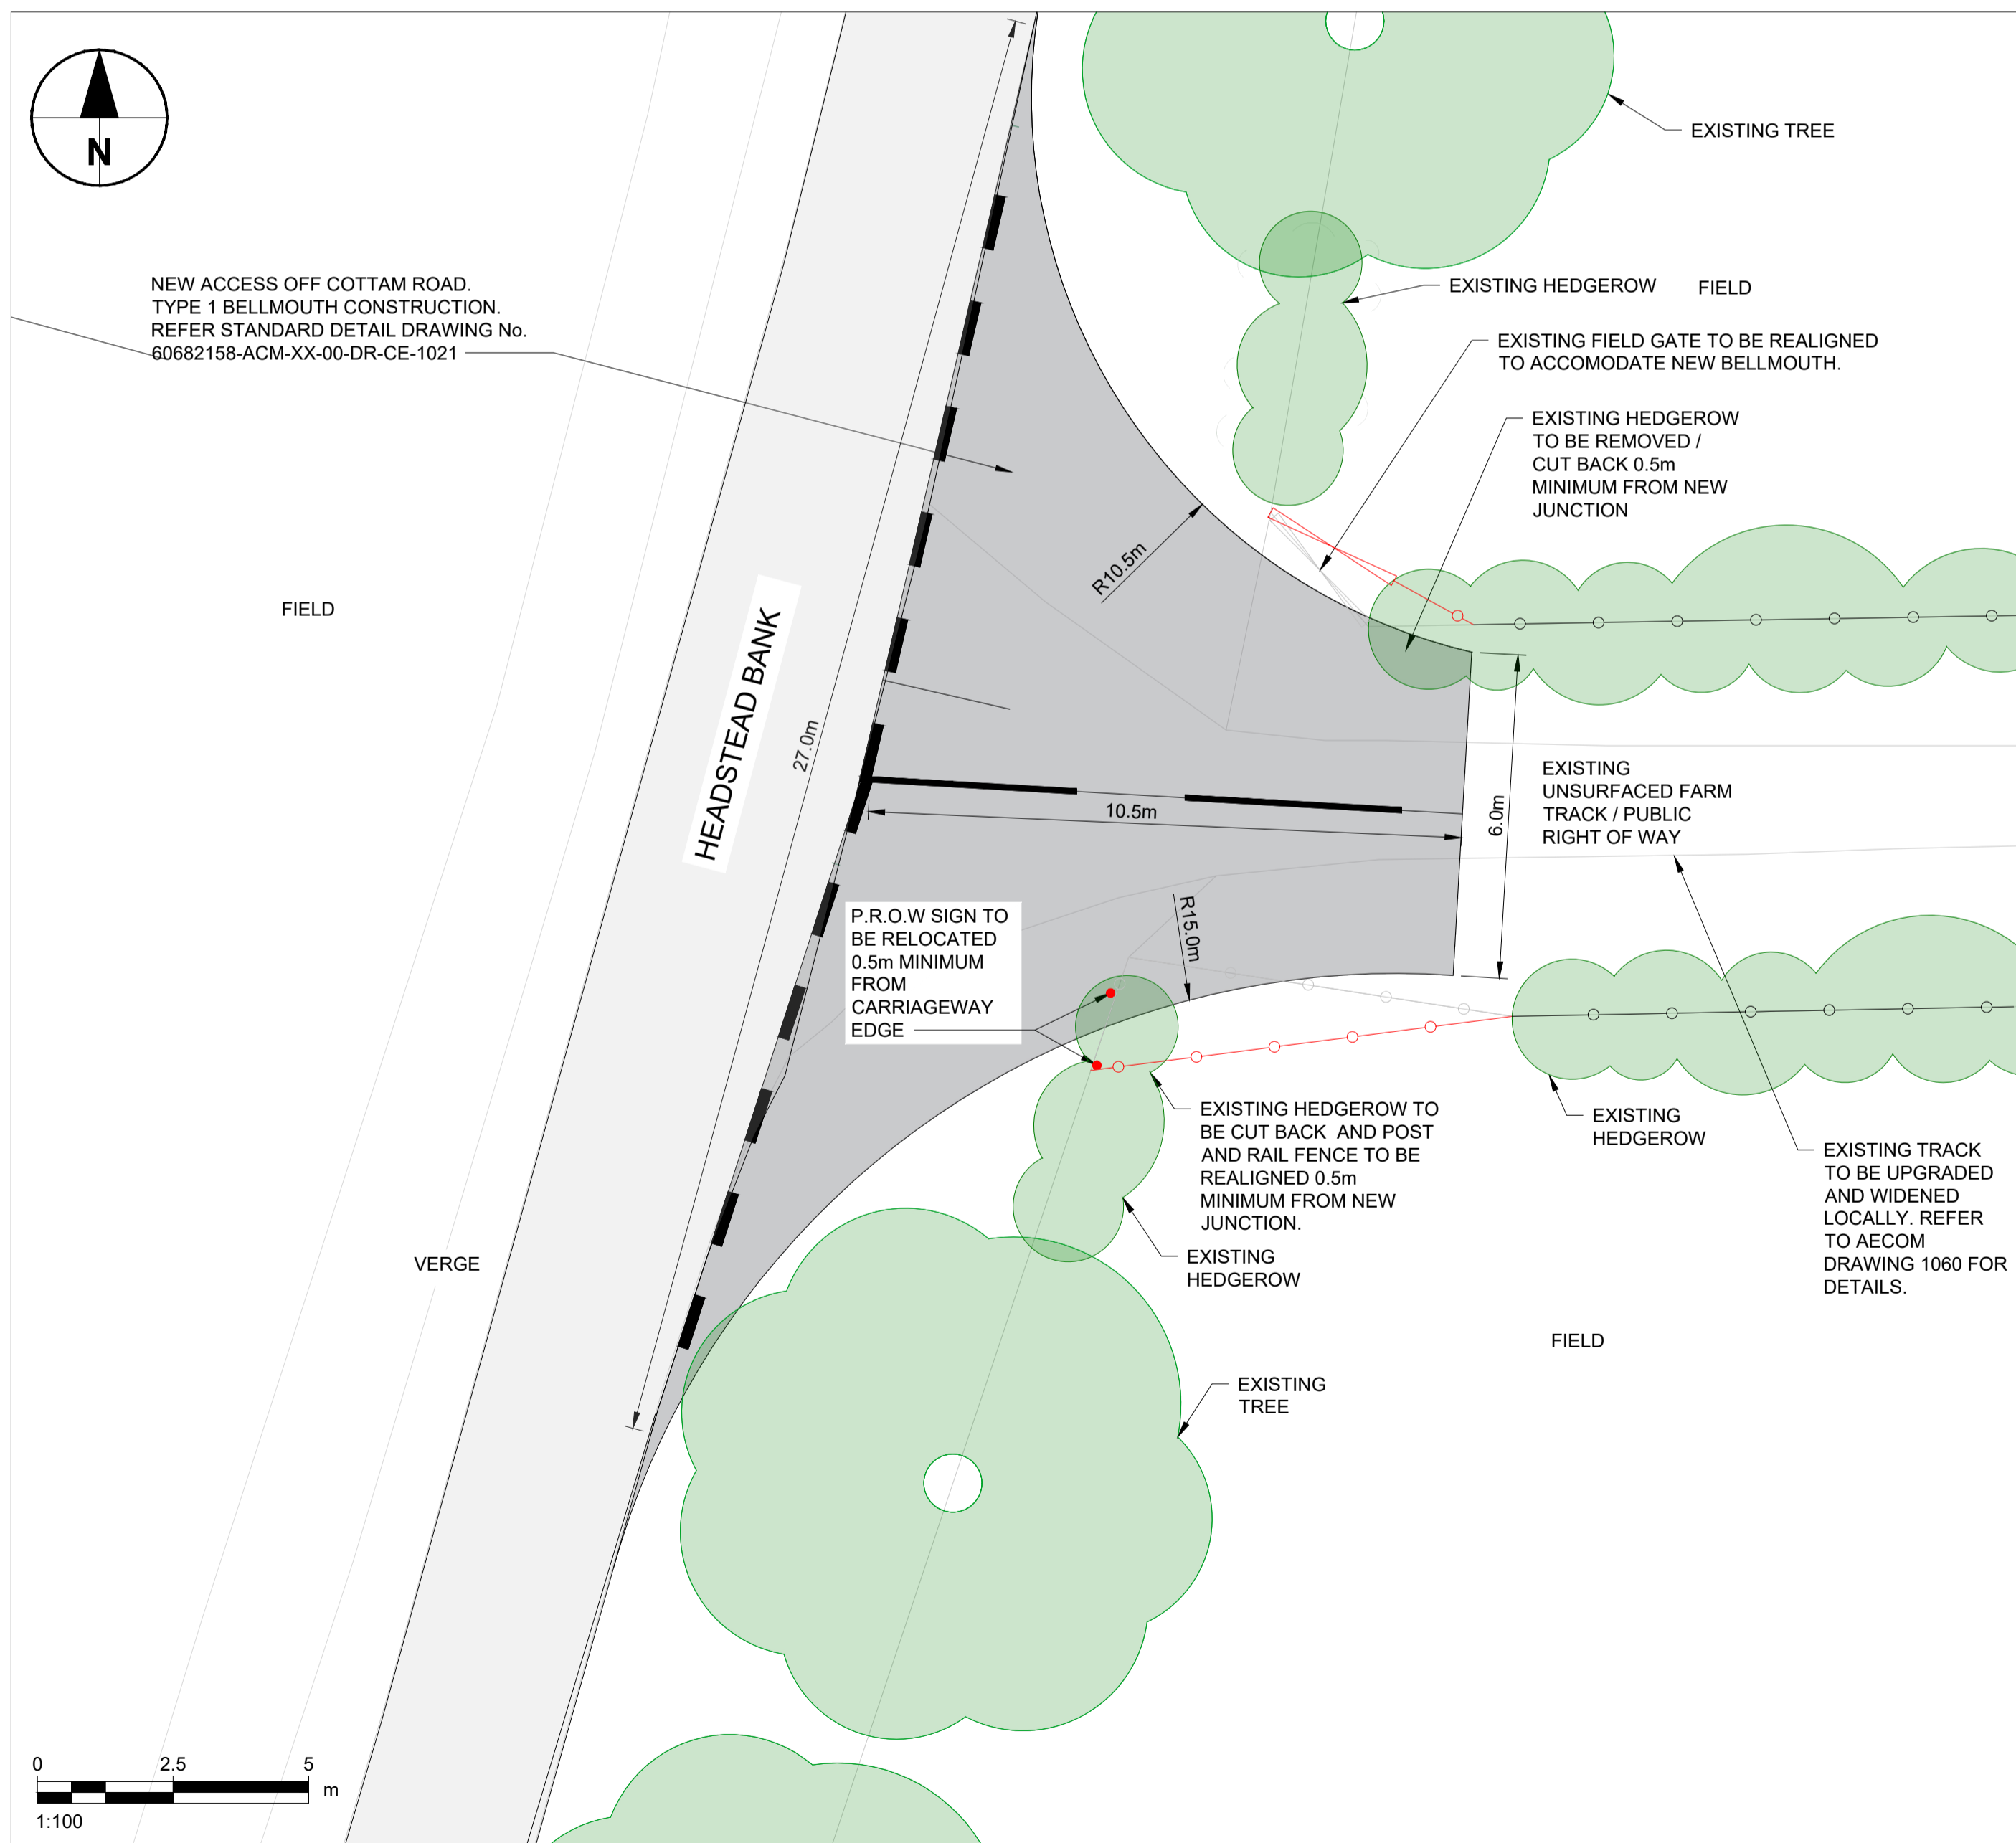 N
EXISTING TREE
NEW ACCESS OFF COTTAM ROAD.
TYPE 1 BELLMOUTH CONSTRUCTION.
REFER STANDARD DETAIL DRAWING No.
60682158-ACM-XX-00-DR-CE-1021
EXISTING HEDGEROW
FIELD
EXISTING FIELD GATE TO BE REALIGNED
TO ACCOMODATE NEW BELLMOUTH.
EXISTING HEDGEROW
TO BE REMOVED /
CUT BACK 0.5m
MINIMUM FROM NEW
JUNCTION
R10.5m
FIELD
HEADSTEAD BANK
27.0m
10.5m
6.0m
EXISTING
UNSURFACED FARM
TRACK / PUBLIC
RIGHT OF WAY
P.R.O.W SIGN TO
BE RELOCATED
0.5m MINIMUM
FROM
CARRIAGEWAY
EDGE
R15.0m
EXISTING HEDGEROW TO
BE CUT BACK AND POST
AND RAIL FENCE TO BE
REALIGNED 0.5m
MINIMUM FROM NEW
JUNCTION.
EXISTING
HEDGEROW
EXISTING TRACK
TO BE UPGRADED
AND WIDENED
LOCALLY. REFER
TO AECOM
DRAWING 1060 FOR
DETAILS.
VERGE
EXISTING
HEDGEROW
FIELD
EXISTING
TREE
0 2.5 5
m
1:100